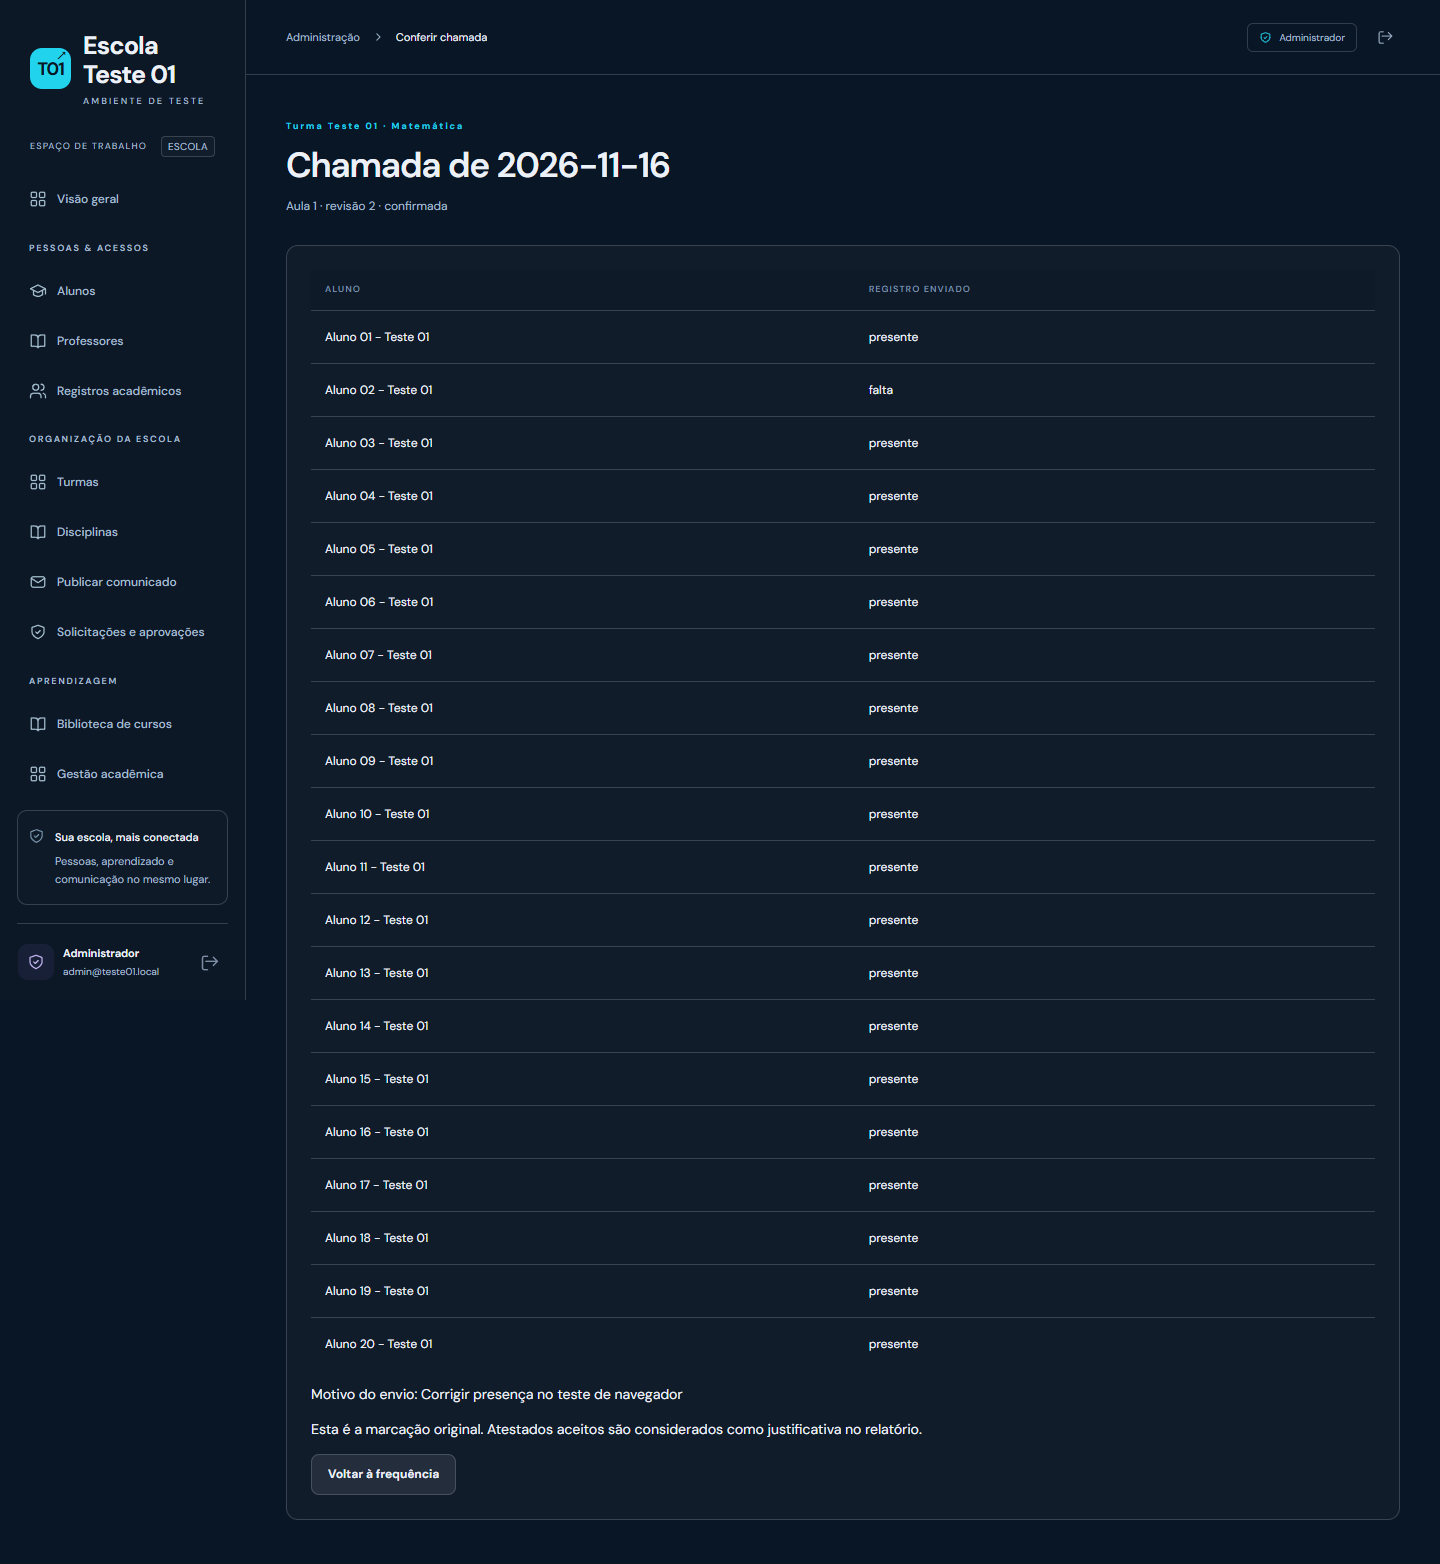 T01
Escola
Teste 01
AMBIENTE DE TESTE
ESPAÇO DE TRABALHO
ESCOLA
Visão geral
PESSOAS & ACESSOS
Alunos
Professores
Registros acadêmicos
ORGANIZAÇÃO DA ESCOLA
Turmas
Disciplinas
Publicar comunicado
Solicitações e aprovações
APRENDIZAGEM
Biblioteca de cursos
Gestão acadêmica
Sua escola, mais conectada
Pessoas, aprendizado e
comunicação no mesmo lugar.
Administrador
admin@teste01.local
Administração
Conferir chamada
Administrador
Turma Teste 01 · Matemática
Chamada de 2026-11-16
Aula 1 · revisão 2 · confirmada
ALUNO REGISTRO ENVIADO
Aluno 01 - Teste 01 presente
Aluno 02 - Teste 01 falta
Aluno 03 - Teste 01 presente
Aluno 04 - Teste 01 presente
Aluno 05 - Teste 01 presente
Aluno 06 - Teste 01 presente
Aluno 07 - Teste 01 presente
Aluno 08 - Teste 01 presente
Aluno 09 - Teste 01 presente
Aluno 10 - Teste 01 presente
Aluno 11 - Teste 01 presente
Aluno 12 - Teste 01 presente
Aluno 13 - Teste 01 presente
Aluno 14 - Teste 01 presente
Aluno 15 - Teste 01 presente
Aluno 16 - Teste 01 presente
Aluno 17 - Teste 01 presente
Aluno 18 - Teste 01 presente
Aluno 19 - Teste 01 presente
Aluno 20 - Teste 01 presente
Motivo do envio: Corrigir presença no teste de navegador
Esta é a marcação original. Atestados aceitos são considerados como justificativa no relatório.
Voltar à frequência